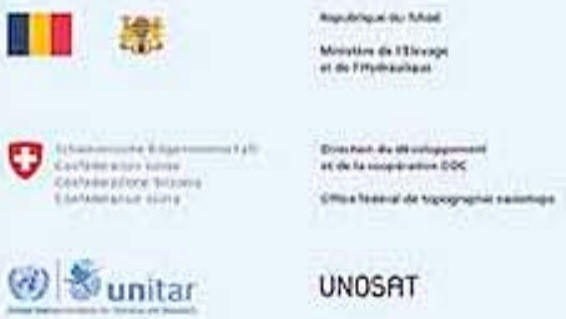 République du Tchad
Ministère de l'Elevage
et de l'Hydraulique
Schweizerische Eidgenossenschaft
Confédération suisse
Confederazione Svizzera
Confederaziun svizra
Direction du développement
et de la coopération DDC
Office fédéral de topographie swisstopo
unitar
UNOSAT